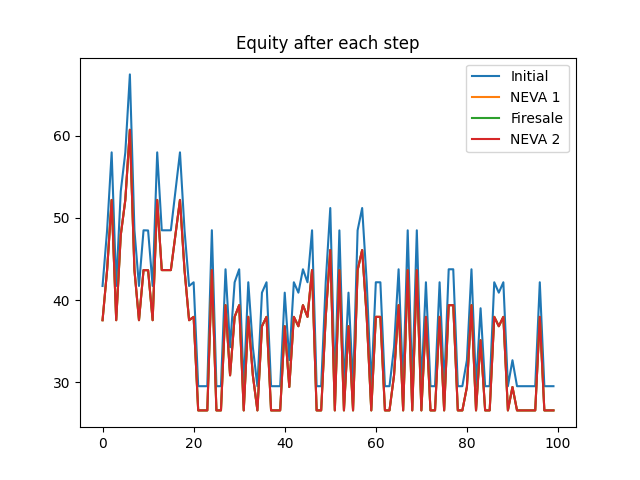 Equity after each step
Initial
NEVA 1
Firesale
NEVA 2
60
50
40
30
0 20 40 60 80 100